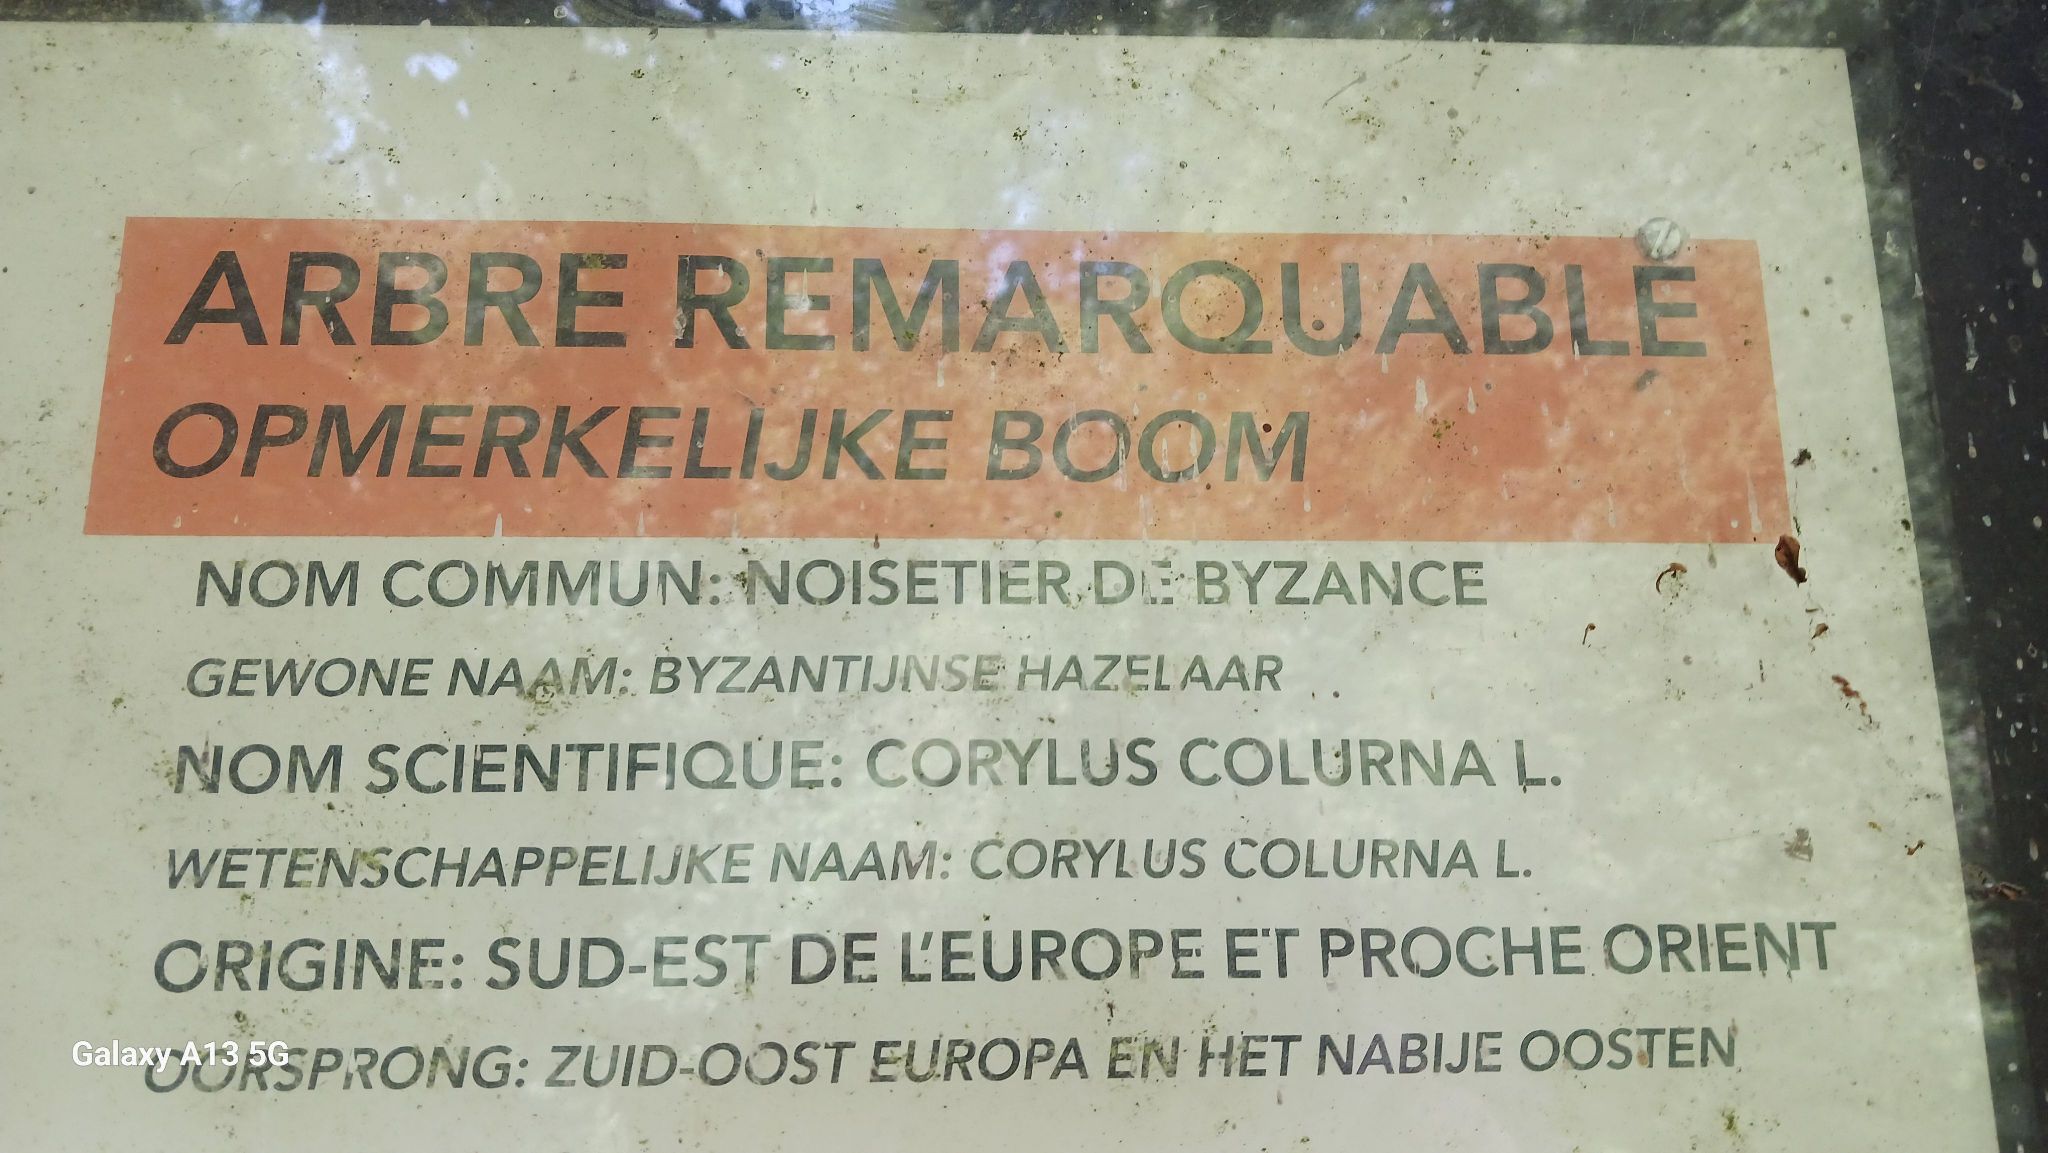 ARBRE REMARQUABLE
OPMERKELIJKE BOOM
NOM COMMUN: NOISETIER DE BYZANCE
GEWONE NAAM: BYZANTIJNSE HAZELAAR
NOM SCIENTIFIQUE: CORYLUS COLURNA L.
WETENSCHAPPELIJKE NAAM: CORYLUS COLURNA L.
ORIGINE: SUD-EST DE L'EUROPE ET PROCHE ORIENT
OORSPRONG: ZUID-OOST EUROPA EN HET NABIJE OOSTEN
Galaxy A13 5G